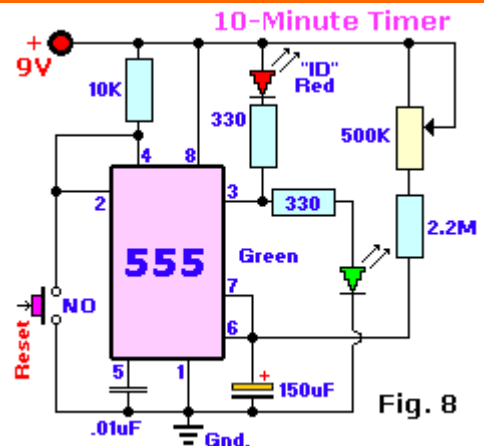 10-Minute Timer
+
9V
10K
"ID"
Red
330
500K
4
8
3
330
2
2.2M
555
Green
7
NO
6
Reset
+
5
1
150uF
Fig. 8
.01uF
Gnd.